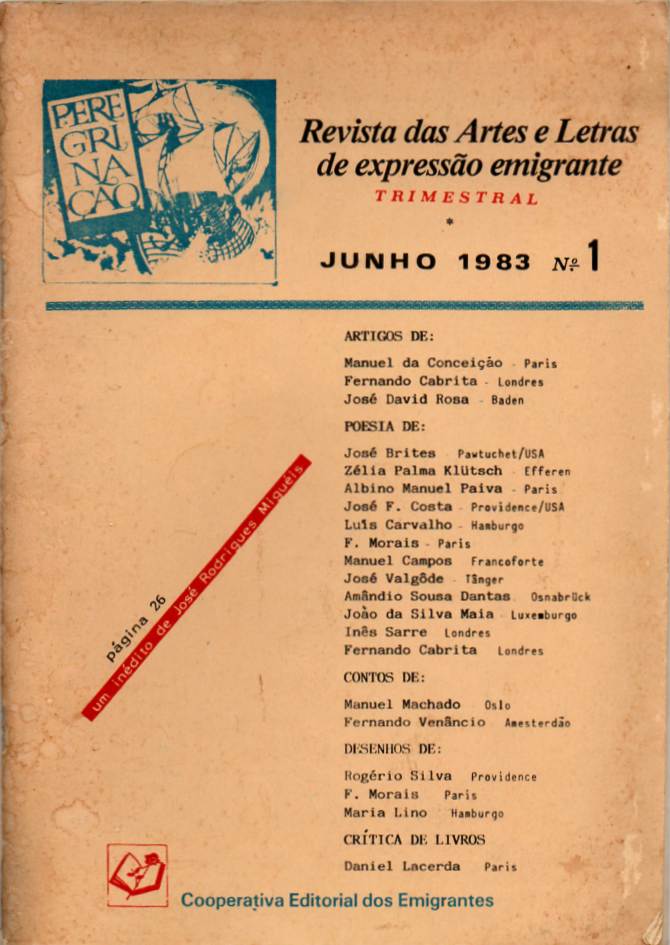 PERE
GRI
NA
ÇÃO
Revista das Artes e Letras
de expressão emigrante
TRIMESTRAL
*
JUNHO 1983 Nº 1
ARTIGOS DE:
Manuel da Conceição - Paris
Fernando Cabrita - Londres
José David Rosa - Baden
POESIA DE:
José Brites Pawtuchet/USA
Zélia Palma Klütsch - Efferen
Albino Manuel Paiva - Paris
José F. Costa - Providence/USA
Luís Carvalho - Hamburgo
F. Morais - Paris
Manuel Campos Francoforte
José Valgôde - Tânger
Amândio Sousa Dantas Osnabrück
João da Silva Maia - Luxemburgo
Inês Sarre Londres
Fernando Cabrita Londres
CONTOS DE:
Manuel Machado Oslo
Fernando Venâncio Amesterdão
DESENHOS DE:
Rogério Silva Providence
F. Morais Paris
Maria Lino Hamburgo
CRÍTICA DE LIVROS
Daniel Lacerda Paris
página 26
um inédito de José Rodrigues Miguéis
Cooperativa Editorial dos Emigrantes